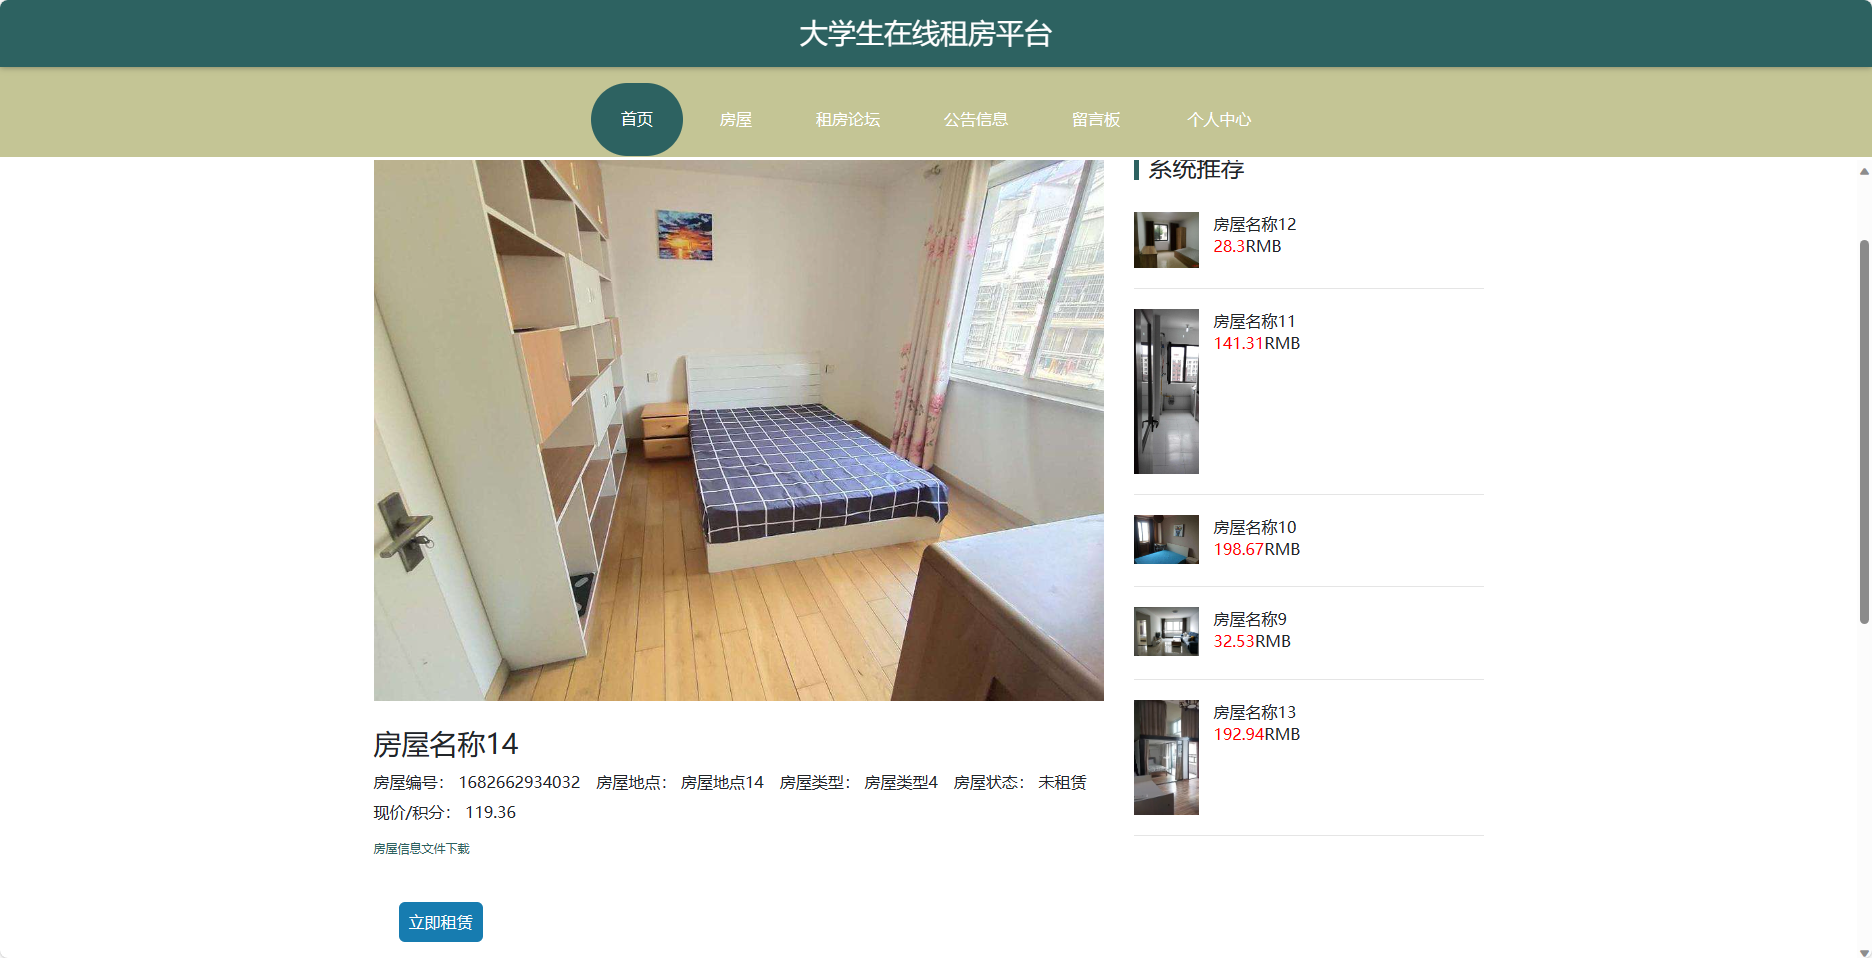 大学生在线租房平台
首页 房屋 租房论坛 公告信息 留言板 个人中心
系统推荐
房屋名称12
28.3RMB
房屋名称11
141.31RMB
房屋名称10
198.67RMB
房屋名称9
32.53RMB
房屋名称13
192.94RMB
房屋名称14
房屋编号： 1682662934032 房屋地点： 房屋地点14 房屋类型： 房屋类型4 房屋状态： 未租赁
现价/积分： 119.36
房屋信息文件下载
立即租赁